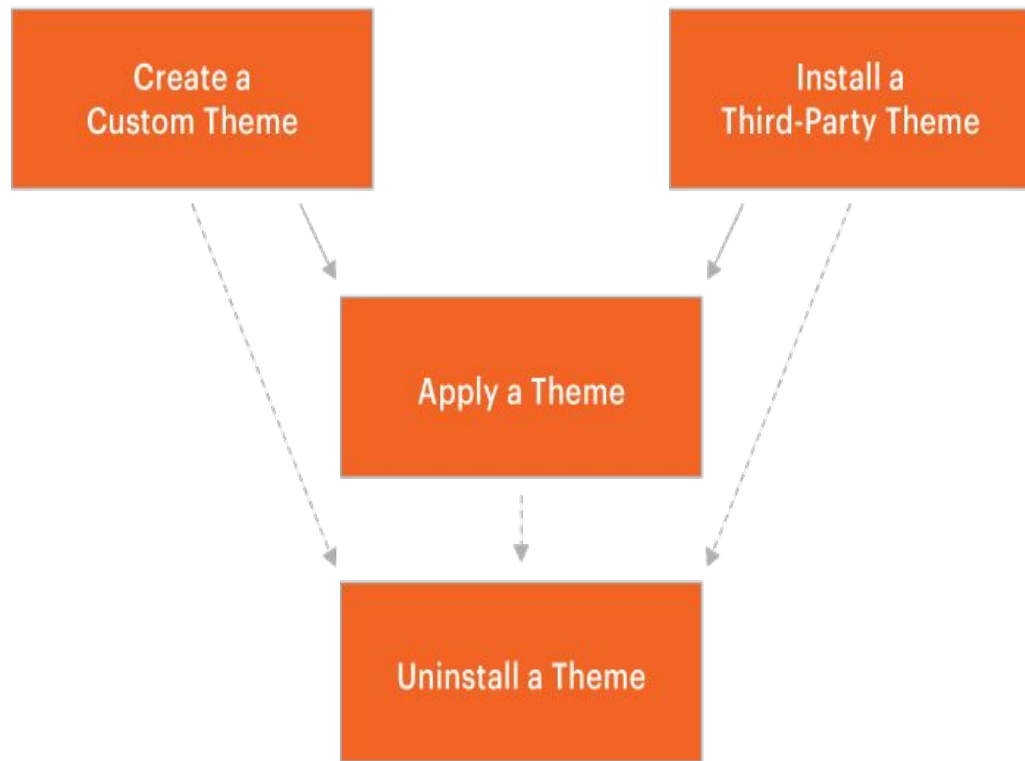 Create a
Custom Theme
Install a
Third-Party Theme
Apply a Theme
Uninstall a Theme